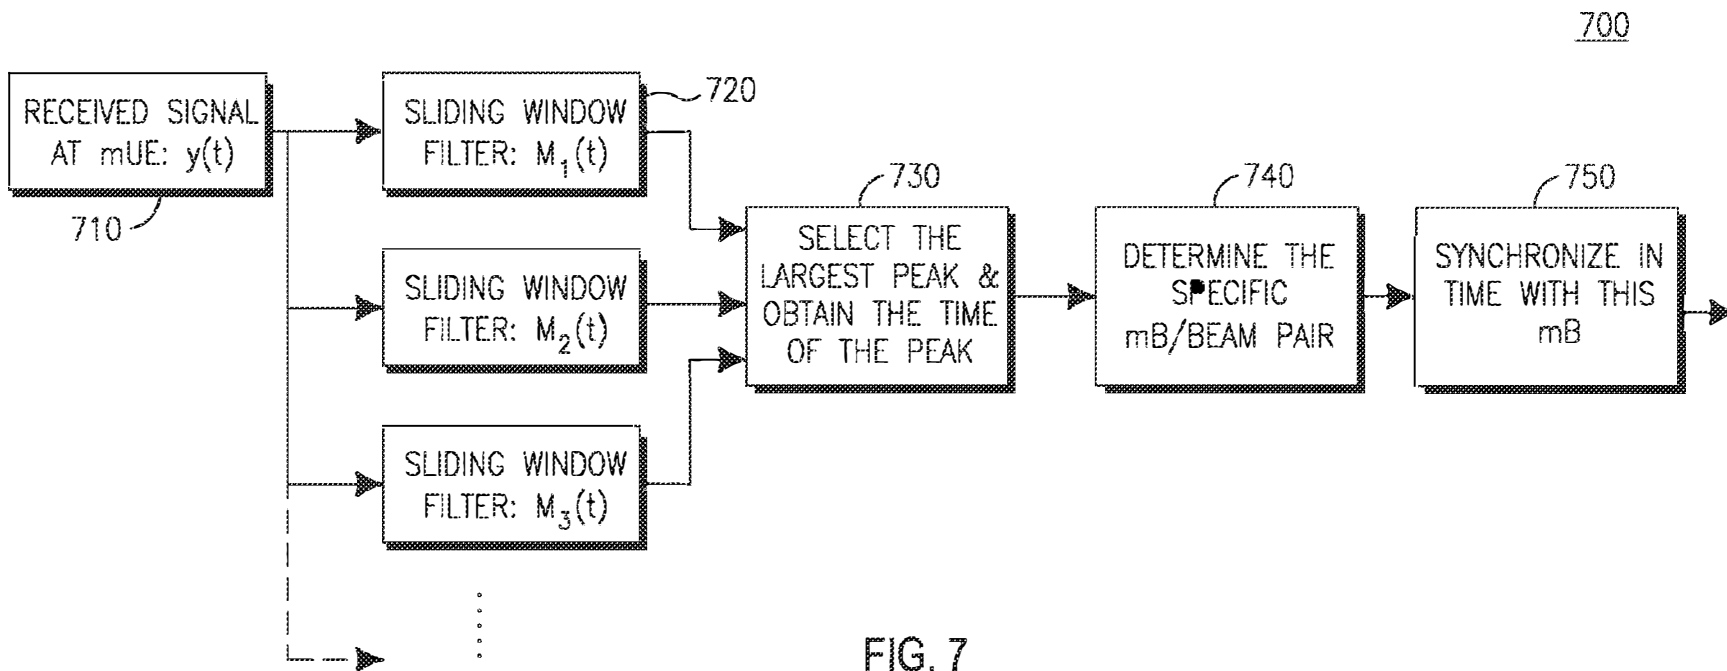 700
RECEIVED SIGNAL
AT mUE: y(t)
710
SLIDING WINDOW
FILTER: M₁(t)
720
SLIDING WINDOW
FILTER: M₂(t)
SLIDING WINDOW
FILTER: M₃(t)
730
SELECT THE
LARGEST PEAK &
OBTAIN THE TIME
OF THE PEAK
740
DETERMINE THE
SPECIFIC
mB/BEAM PAIR
750
SYNCHRONIZE IN
TIME WITH THIS
mB
FIG. 7